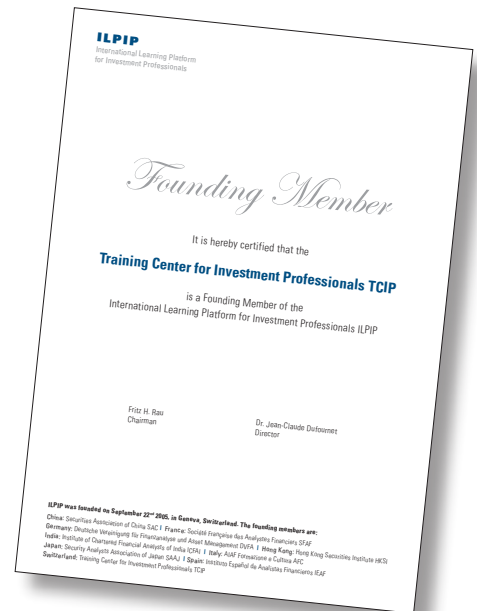 ILPIP
International Learning Platform
for Investment Professionals
Founding Member
It is hereby certified that the
Training Center for Investment Professionals TCIP
is a Founding Member of the
International Learning Platform for Investment Professionals ILPIP
Fritz H. Rau
Chairman
Dr. Jean-Claude Dufournet
Director
ILPIP was founded on September 22nd 2005, in Geneva, Switzerland. The founding members are:
China: Securities Association of China SAC I France: Société Française des Analystes Financiers SFAF
Germany: Deutsche Vereinigung für Finanzanalyse und Asset Management DVFA I Hong Kong: Hong Kong Securities Institute HKSI
India: Institute of Chartered Financial Analysts of India ICFAI I Italy: AIAF Formazione e Cultura AFC
Japan: Security Analysts Association of Japan SAAJ I Spain: Instituto Español de Analistas Financieros IEAF
Switzerland: Training Center for Investment Professionals TCIP